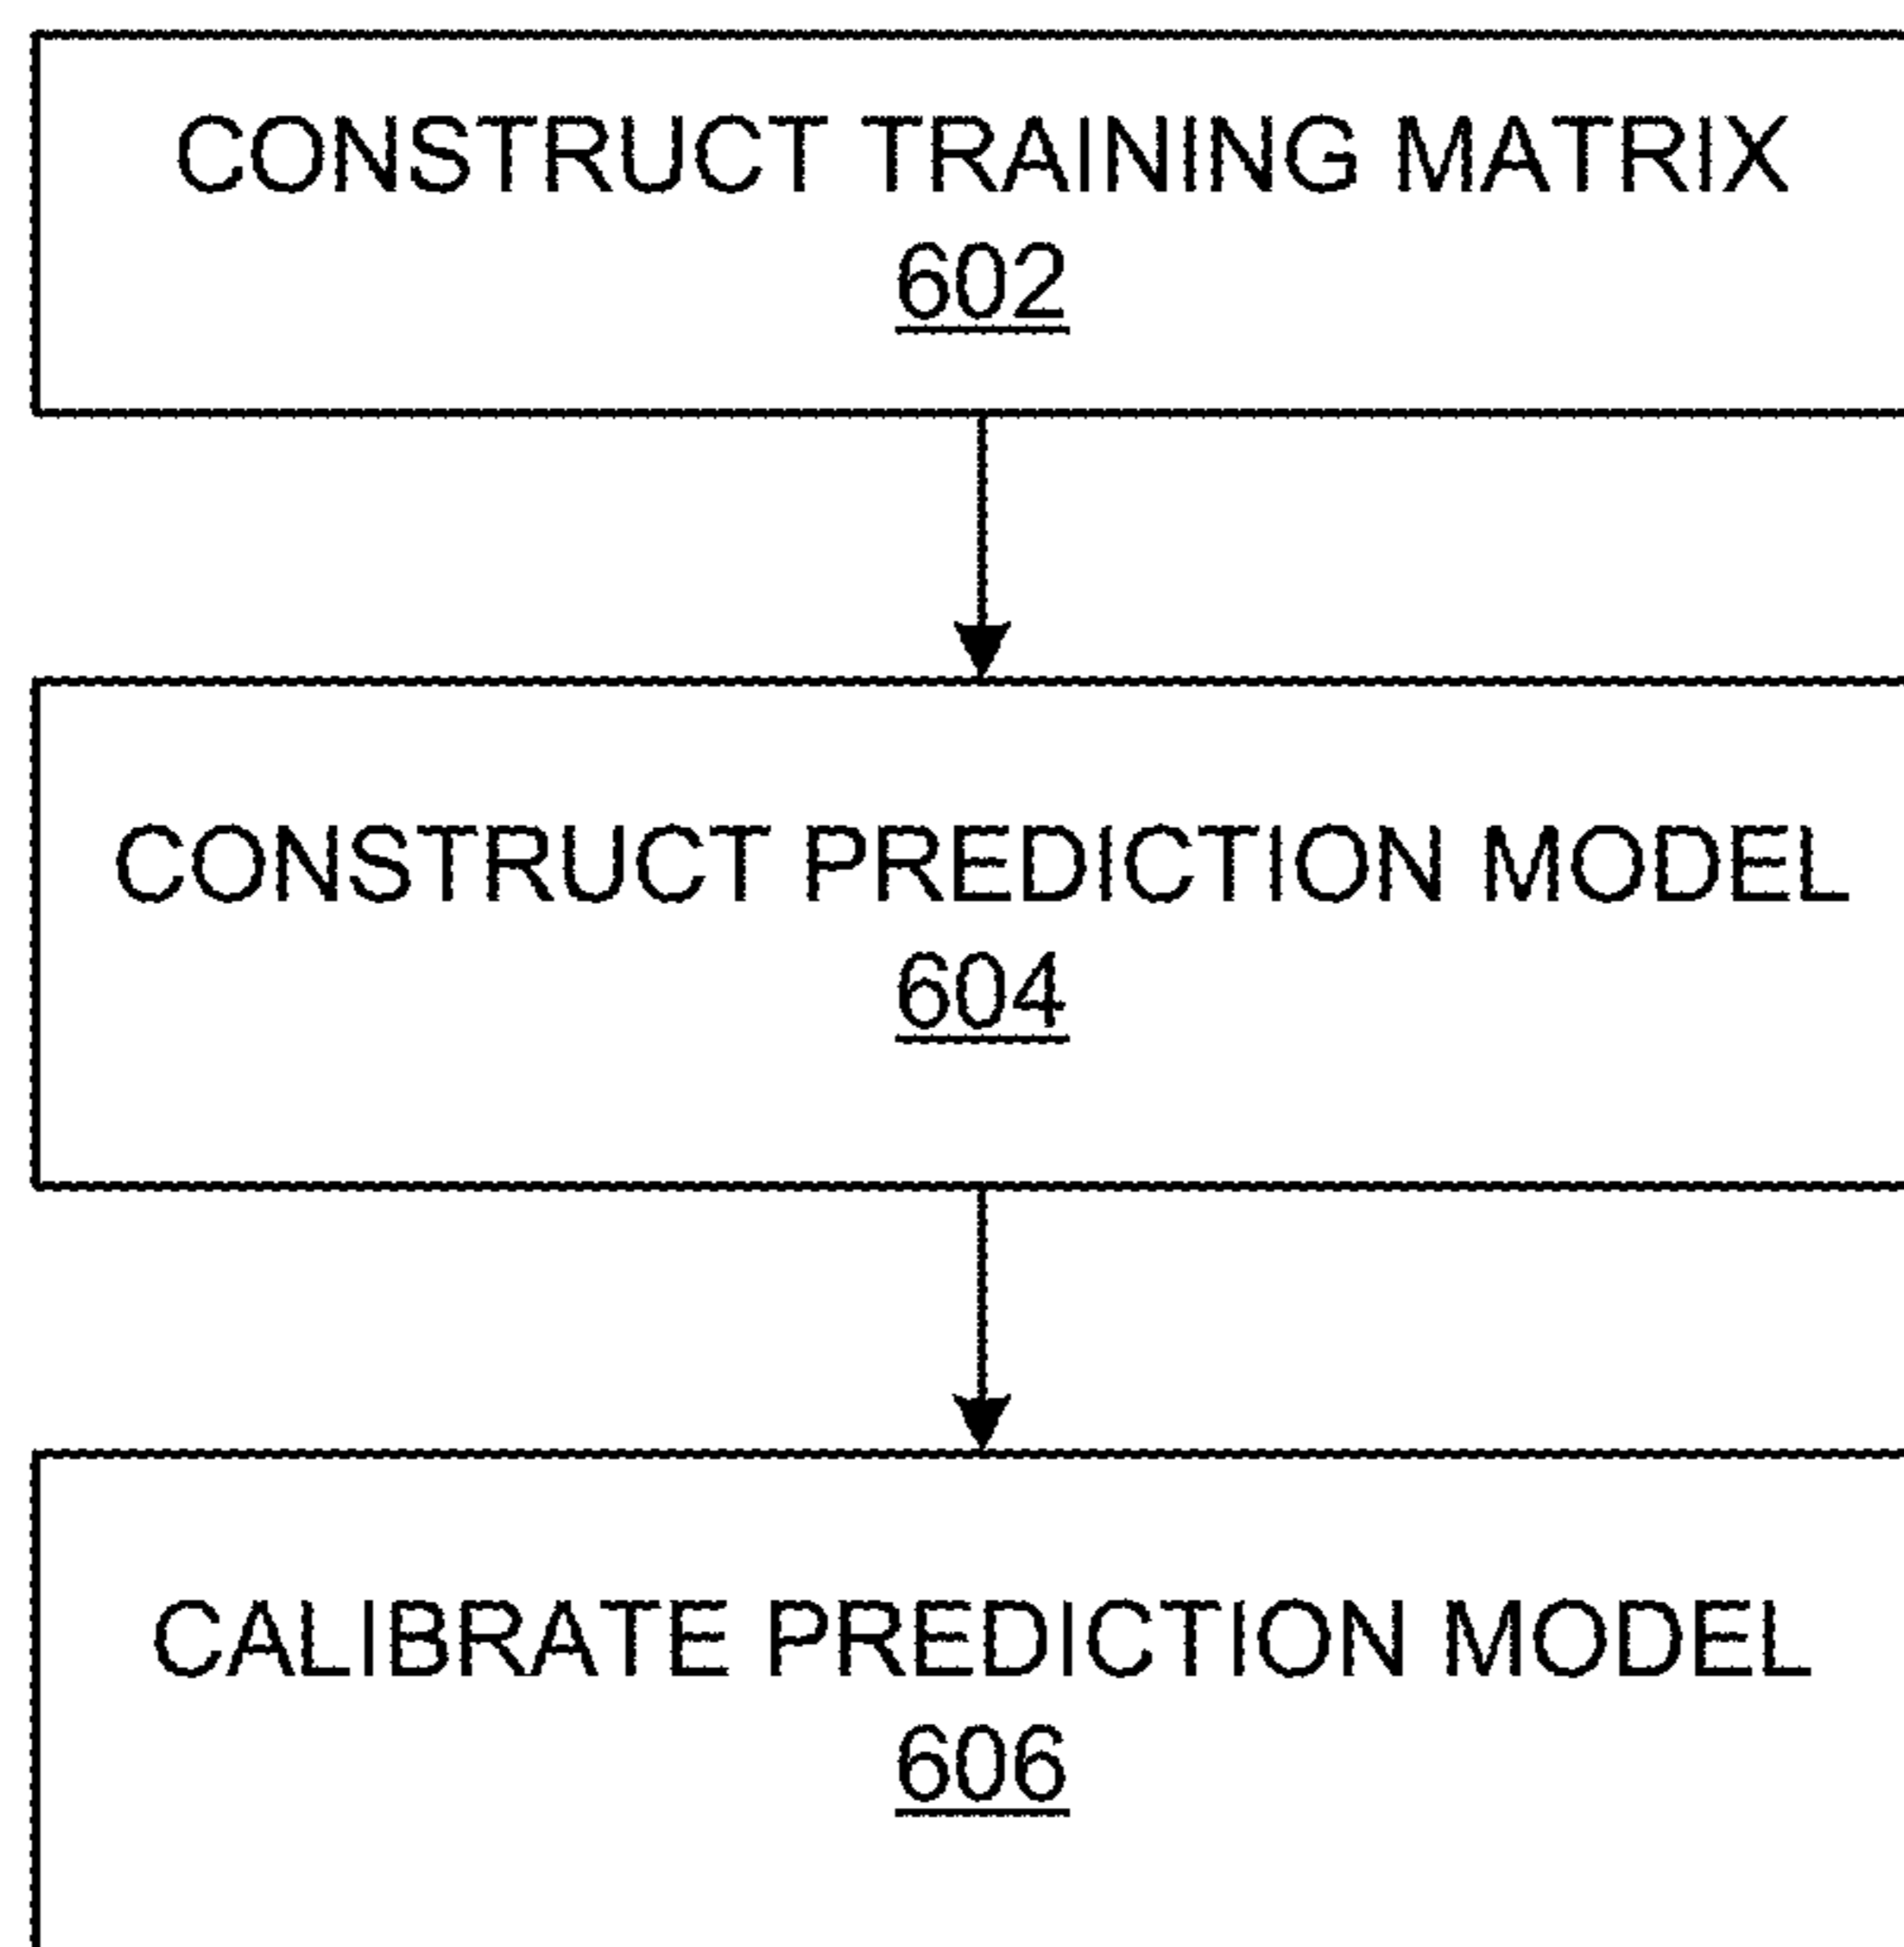 CONSTRUCT TRAINING MATRIX
602
CONSTRUCT PREDICTION MODEL
604
CALIBRATE PREDICTION MODEL
606